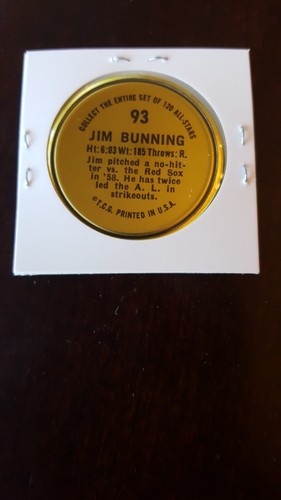 COLLECT THE ENTIRE SET OF 120 ALL-STARS
93
JIM BUNNING
Ht: 6:03 Wt: 185 Throws: R.
Jim pitched a no-hit-
ter vs. the Red Sox
in '58. He has twice
led the A. L. in
strikeouts.
©T.C.G. PRINTED IN U.S.A.